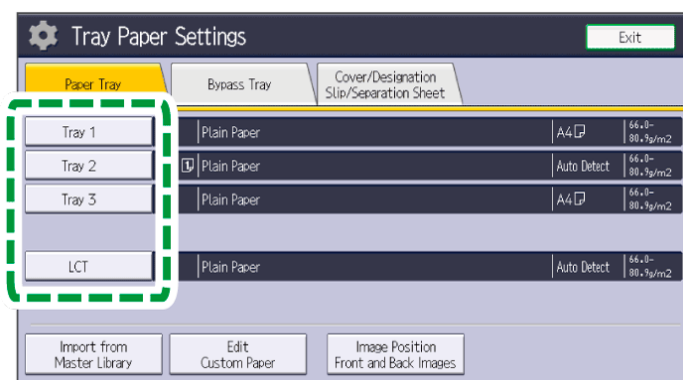 Tray Paper Settings
Exit
Paper Tray
Bypass Tray
Cover/Designation
Slip/Separation Sheet
Tray 1
Plain Paper
A4
66.0-
80.9g/m2
Tray 2
1
Plain Paper
Auto Detect
66.0-
80.9g/m2
Tray 3
Plain Paper
A4
66.0-
80.9g/m2
LCT
Plain Paper
Auto Detect
66.0-
80.9g/m2
Import from
Master Library
Edit
Custom Paper
Image Position
Front and Back Images